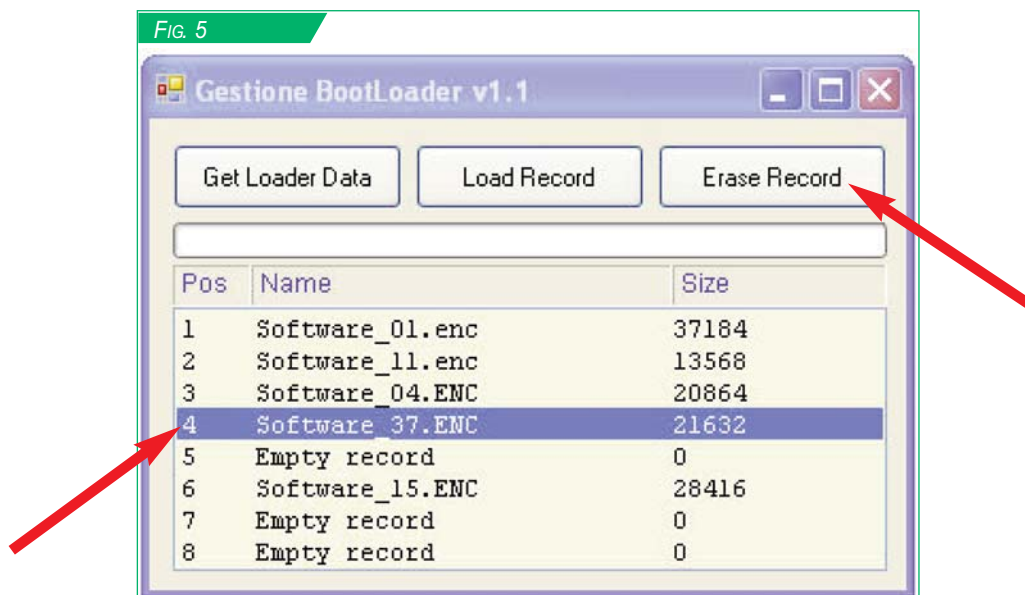 FIG. 5
Gestione BootLoader v1.1
Get Loader Data Load Record Erase Record
Pos Name Size
1 Software_01.enc 37184
2 Software_11.enc 13568
3 Software_04.ENC 20864
4 Software_37.ENC 21632
5 Empty record 0
6 Software_15.ENC 28416
7 Empty record 0
8 Empty record 0